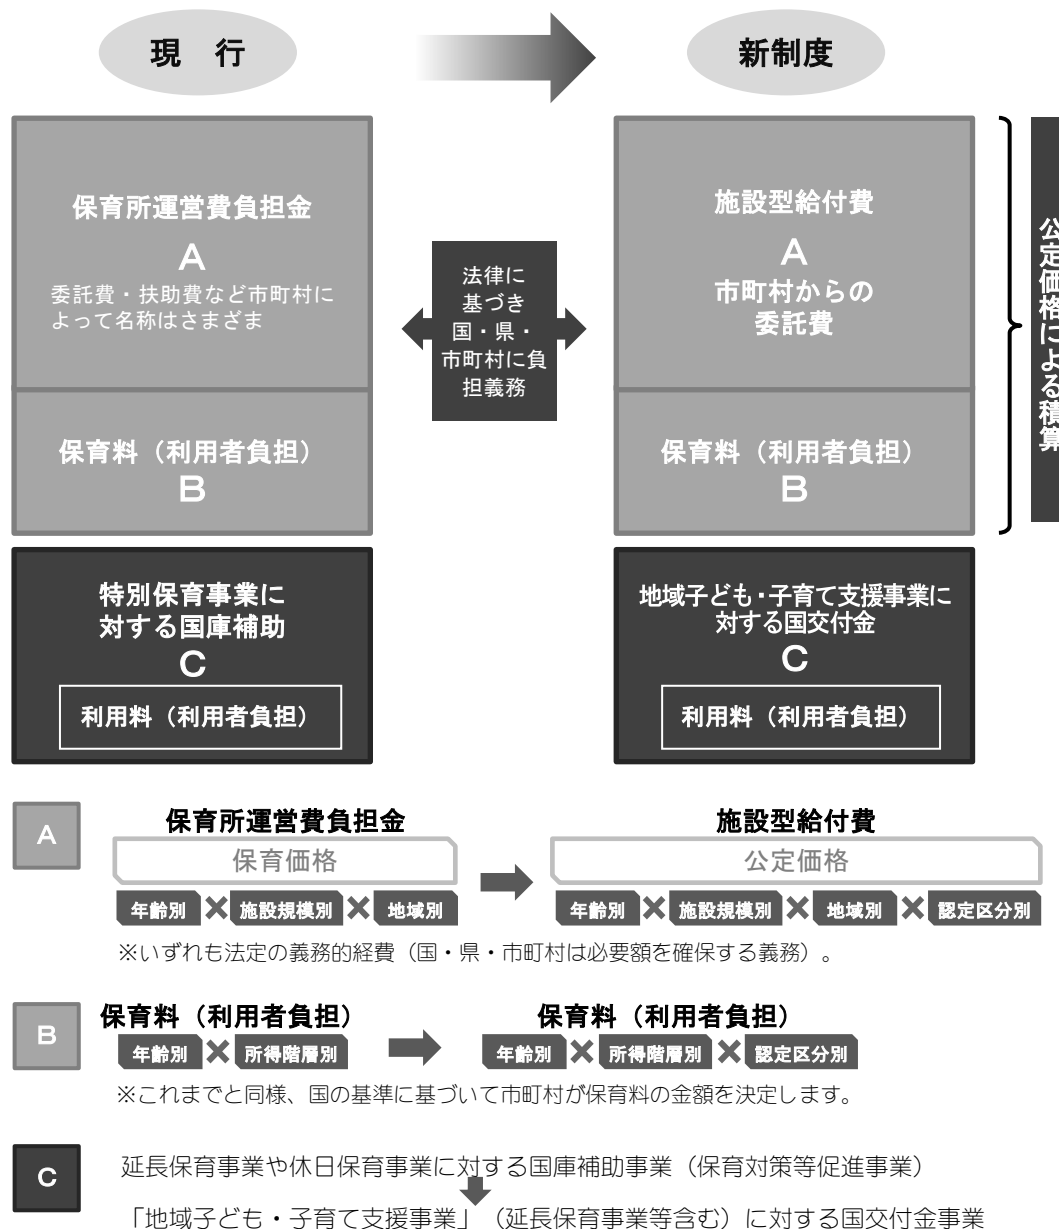 現　行
新制度
保育所運営費負担金
A
委託費・扶助費など市町村に
よって名称はさまざま
法律に
基づき
国・県・
市町村に負
担義務
施設型給付費
A
市町村からの
委託費
公定価格による積算
保育料（利用者負担）
B
保育料（利用者負担）
B
特別保育事業に
対する国庫補助
C
利用料（利用者負担）
地域子ども・子育て支援事業に
対する国交付金
C
利用料（利用者負担）
A
保育所運営費負担金
施設型給付費
保育価格
公定価格
年齢別×施設規模別×地域別
年齢別×施設規模別×地域別×認定区分別
※いずれも法定の義務的経費（国・県・市町村は必要額を確保する義務）。
B
保育料（利用者負担）
保育料（利用者負担）
年齢別×所得階層別
年齢別×所得階層別×認定区分別
※これまでと同様、国の基準に基づいて市町村が保育料の金額を決定します。
C
延長保育事業や休日保育事業に対する国庫補助事業（保育対策等促進事業）
「地域子ども・子育て支援事業」（延長保育事業等含む）に対する国交付金事業